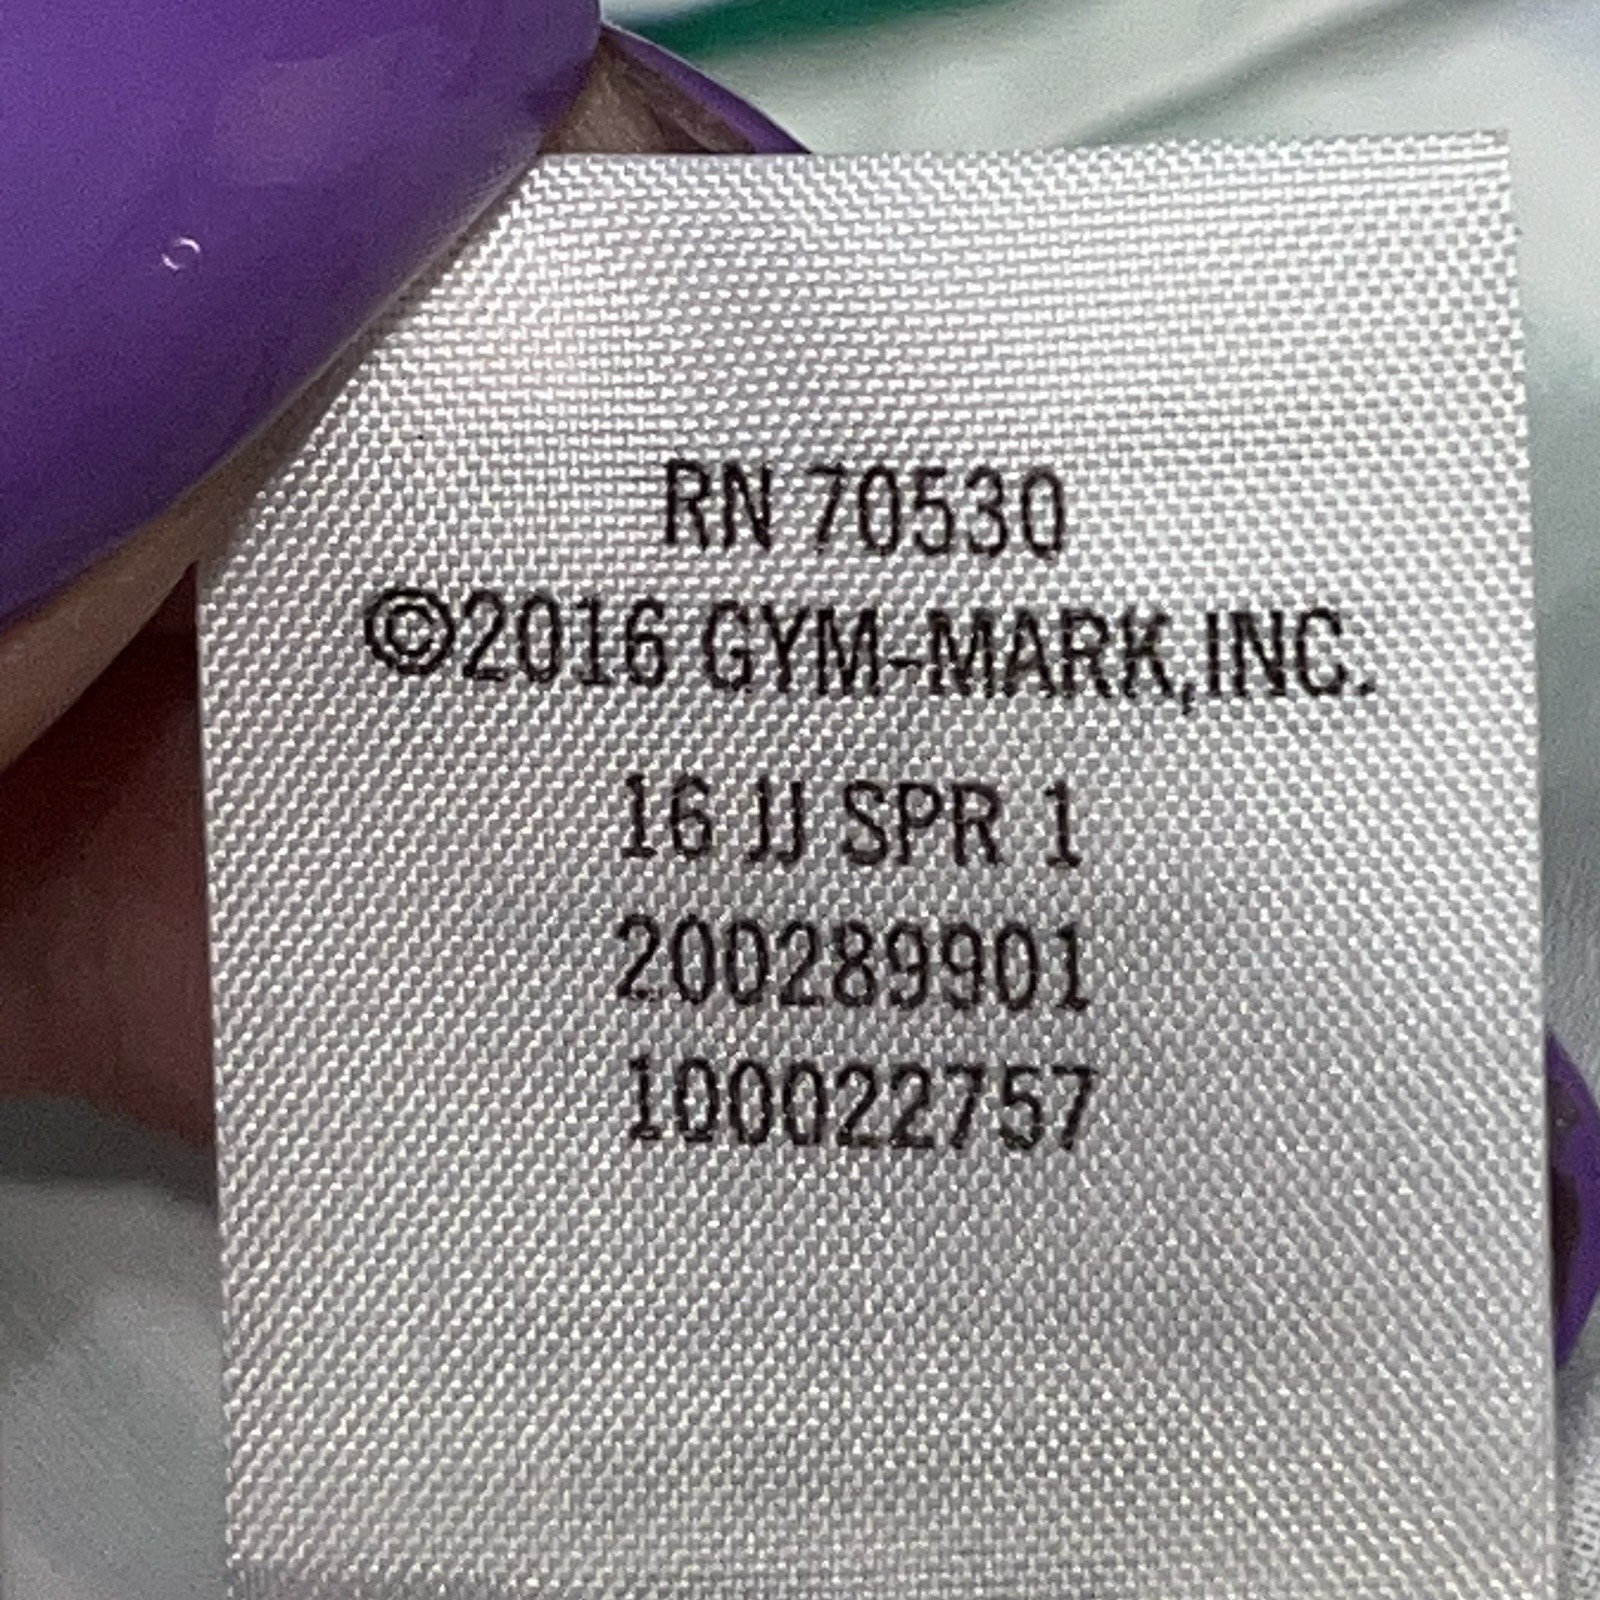 RN 70530
©2016 GYM-MARK,INC.
16 JJ SPR 1
200289901
100022757